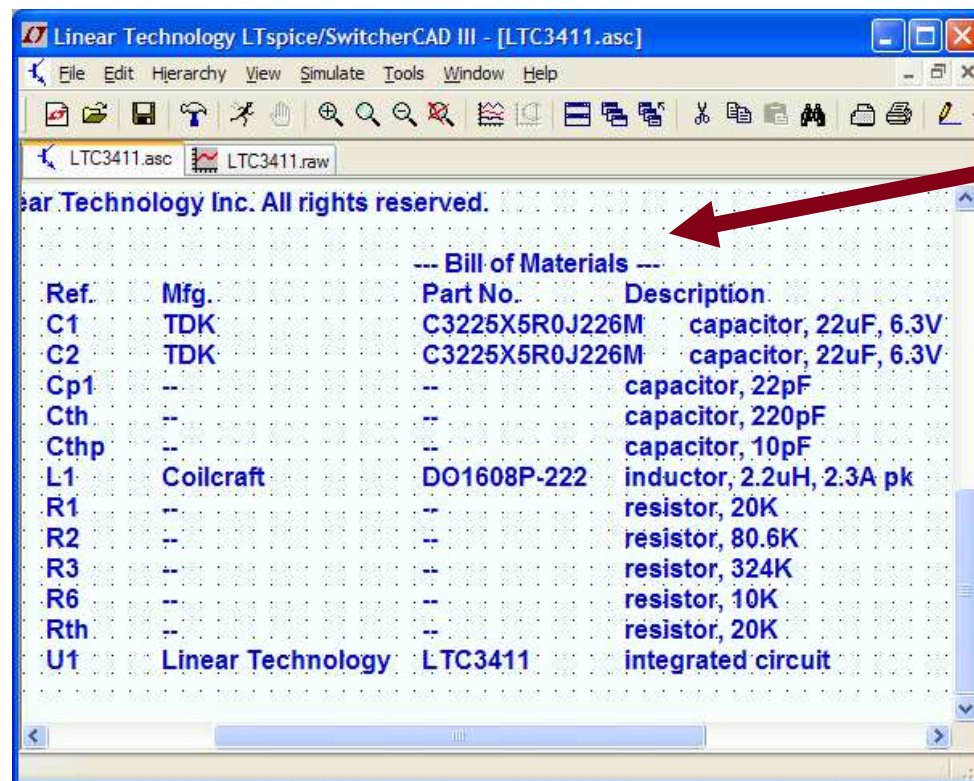 Linear Technology LTspice/SwitcherCAD III - [LTC3411.asc]
File Edit Hierarchy View Simulate Tools Window Help
LTC3411.asc LTC3411.raw
ear Technology Inc. All rights reserved.
--- Bill of Materials ---
Ref. Mfg. Part No. Description
C1 TDK C3225X5R0J226M capacitor, 22uF, 6.3V
C2 TDK C3225X5R0J226M capacitor, 22uF, 6.3V
Cp1 -- -- capacitor, 22pF
Cth -- -- capacitor, 220pF
Cthp -- -- capacitor, 10pF
L1 Coilcraft DO1608P-222 inductor, 2.2uH, 2.3A pk
R1 -- -- resistor, 20K
R2 -- -- resistor, 80.6K
R3 -- -- resistor, 324K
R6 -- -- resistor, 10K
Rth -- -- resistor, 20K
U1 Linear Technology LTC3411 integrated circuit